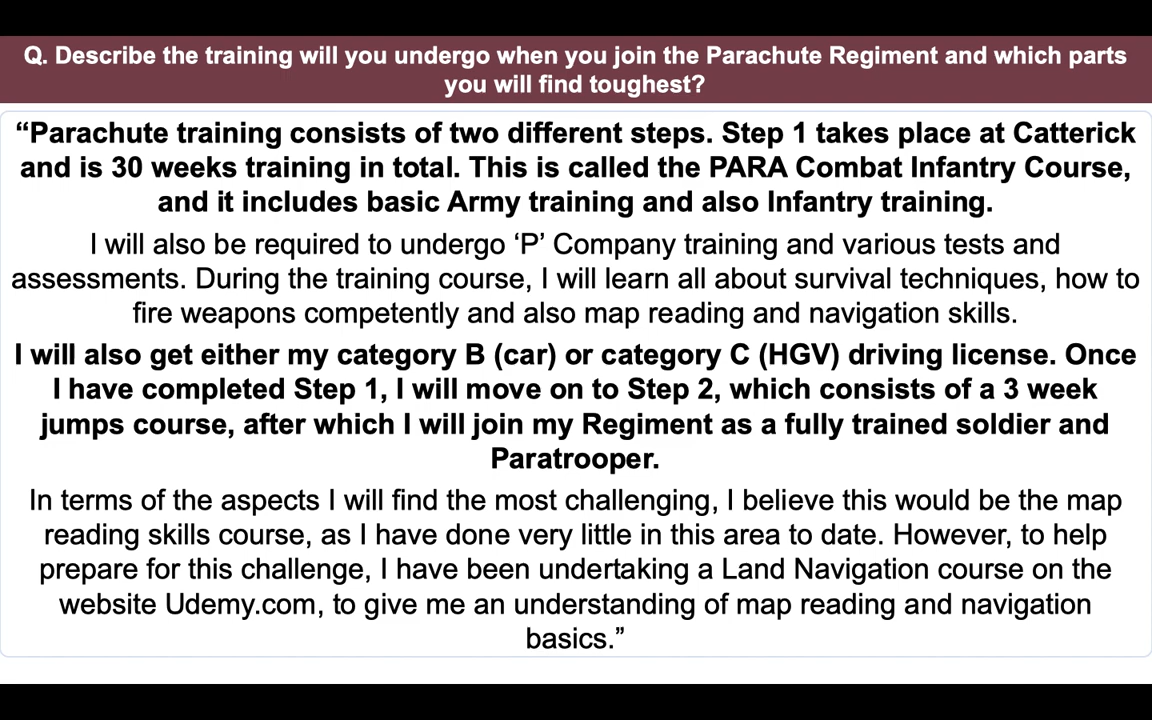 Q. Describe the training will you undergo when you join the Parachute Regiment and which parts
you will find toughest?
“Parachute training consists of two different steps. Step 1 takes place at Catterick
and is 30 weeks training in total. This is called the PARA Combat Infantry Course,
and it includes basic Army training and also Infantry training.
I will also be required to undergo ‘P’ Company training and various tests and
assessments. During the training course, I will learn all about survival techniques, how to
fire weapons competently and also map reading and navigation skills.
I will also get either my category B (car) or category C (HGV) driving license. Once
I have completed Step 1, I will move on to Step 2, which consists of a 3 week
jumps course, after which I will join my Regiment as a fully trained soldier and
Paratrooper.
In terms of the aspects I will find the most challenging, I believe this would be the map
reading skills course, as I have done very little in this area to date. However, to help
prepare for this challenge, I have been undertaking a Land Navigation course on the
website Udemy.com, to give me an understanding of map reading and navigation
basics.”